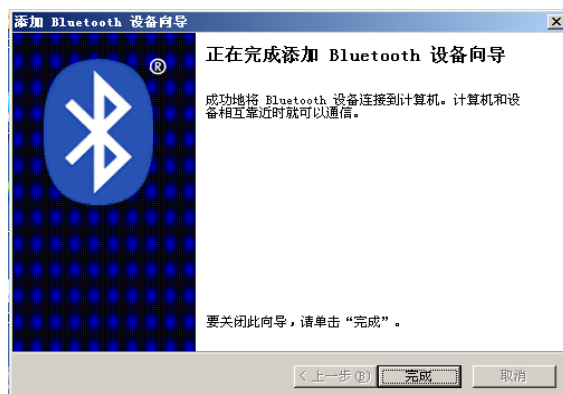 添加 Bluetooth 设备向导
®
正在完成添加 Bluetooth 设备向导
成功地将 Bluetooth 设备连接到计算机。计算机和设
备相互靠近时就可以通信。
要关闭此向导，请单击“完成”。
< 上一步(B) 完成 取消